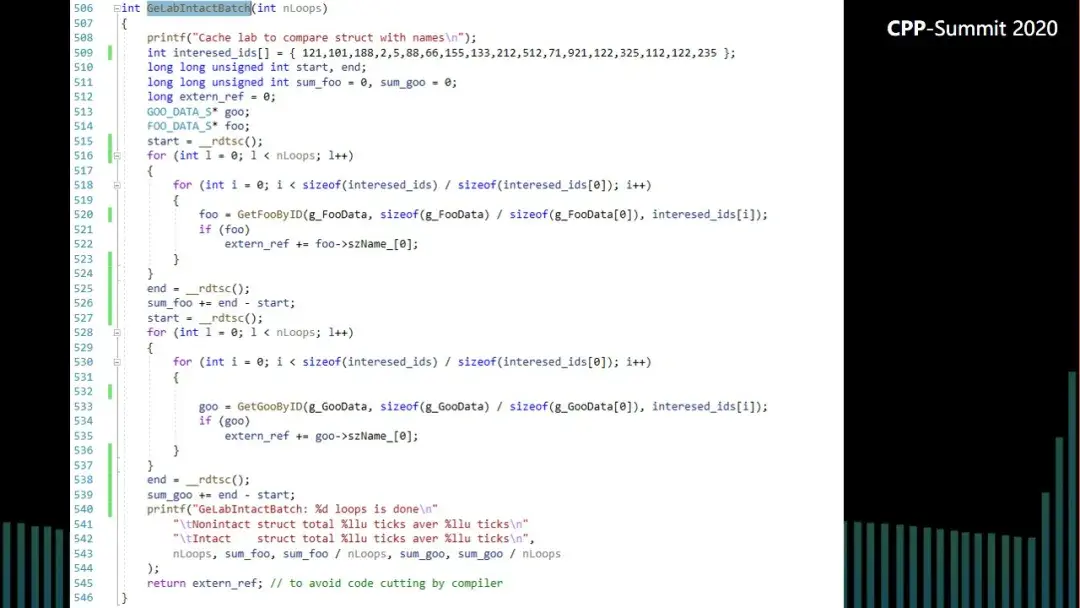 CPP-Summit 2020
506 int GeLabIntactBatch(int nLoops)
507 {
508 printf("Cache lab to compare struct with names\n");
509 int interesed_ids[] = { 121,101,188,2,5,88,66,155,133,212,512,71,921,122,325,112,122,235 };
510 long long unsigned int start, end;
511 long long unsigned int sum_foo = 0, sum_goo = 0;
512 long extern_ref = 0;
513 GOO_DATA_S* goo;
514 FOO_DATA_S* foo;
515 start = __rdtsc();
516 for (int l = 0; l < nLoops; l++)
517 {
518 for (int i = 0; i < sizeof(interesed_ids) / sizeof(interesed_ids[0]); i++)
519 {
520 foo = GetFooByID(g_FooData, sizeof(g_FooData) / sizeof(g_FooData[0]), interesed_ids[i]);
521 if (foo)
522 extern_ref += foo->szName_[0];
523 }
524 }
525 end = __rdtsc();
526 sum_foo += end - start;
527 start = __rdtsc();
528 for (int l = 0; l < nLoops; l++)
529 {
530 for (int i = 0; i < sizeof(interesed_ids) / sizeof(interesed_ids[0]); i++)
531 {
532
533 goo = GetGooByID(g_GooData, sizeof(g_GooData) / sizeof(g_GooData[0]), interesed_ids[i]);
534 if (goo)
535 extern_ref += goo->szName_[0];
536 }
537 }
538 end = __rdtsc();
539 sum_goo += end - start;
540 printf("GeLabIntactBatch: %d loops is done\n"
541 "\tNonintact struct total %llu ticks aver %llu ticks\n"
542 "\tIntact    struct total %llu ticks aver %llu ticks\n",
543 nLoops, sum_foo, sum_foo / nLoops, sum_goo, sum_goo / nLoops
544 );
545 return extern_ref; // to avoid code cutting by compiler
546 }